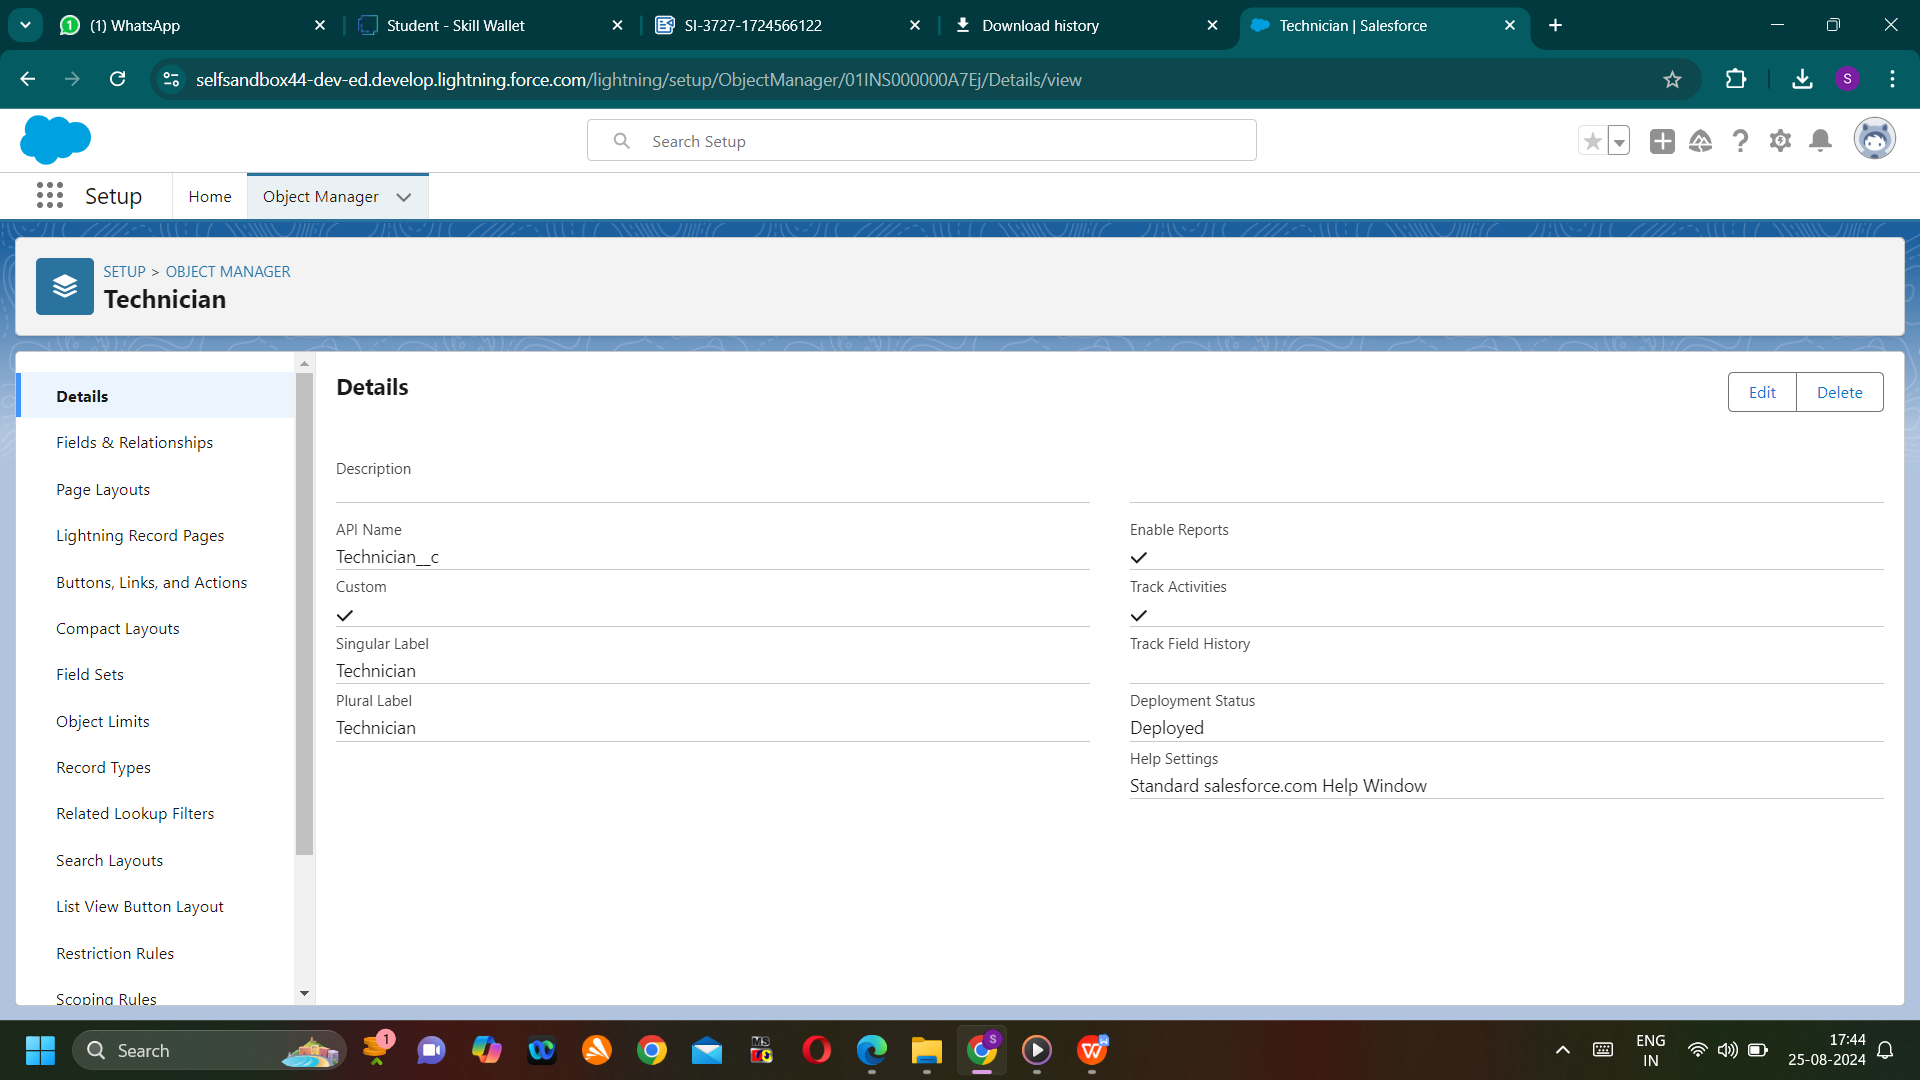 (1) WhatsApp
Student - Skill Wallet
SI-3727-1724566122
Download history
Technician | Salesforce
selfsandbox44-dev-ed.develop.lightning.force.com/lightning/setup/ObjectManager/01INS000000A7Ej/Details/view
S
Search Setup
Setup
Home
Object Manager
SETUP > OBJECT MANAGER
Technician
Details
Fields & Relationships
Page Layouts
Lightning Record Pages
Buttons, Links, and Actions
Compact Layouts
Field Sets
Object Limits
Record Types
Related Lookup Filters
Search Layouts
List View Button Layout
Restriction Rules
Scoping Rules
Details
Edit
Delete
Description
API Name
Technician__c
Custom
Singular Label
Technician
Plural Label
Technician
Enable Reports
Track Activities
Track Field History
Deployment Status
Deployed
Help Settings
Standard salesforce.com Help Window
Search
1
MS
S
W
ENG
IN
17:44
25-08-2024